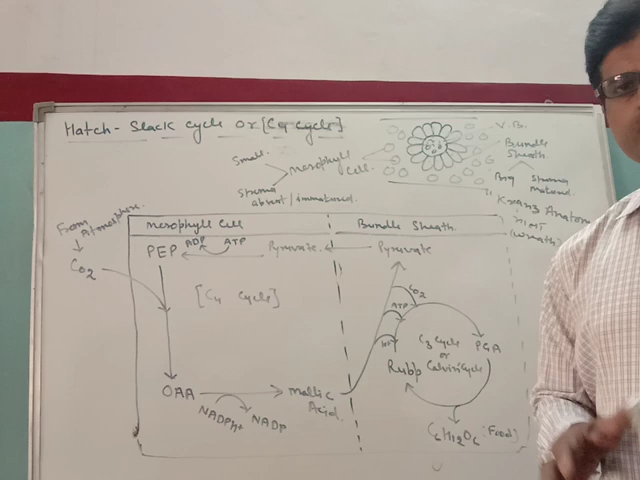 Hatch-Slack Cycle Or [C4 Cycle]
Small
Mesophyll
Cell.
Stroma
absent/immatured.
V.B.
Bundle
Sheath
Big stroma
matured.
Kranz Anatom
(Wreath)
From
Atmosphere.
CO2
Mesophyll Cell
Bundle Sheath.
PEP
ADP
ATP
Pyruvate.
Pyruvate
[C4 Cycle]
CO2
ATP
C3 Cycle
or
Calvin Cycle
PGA
Rubp
OAA
NADPH+
NADP
Mallic
Acid.
C6H12O6
(Food)